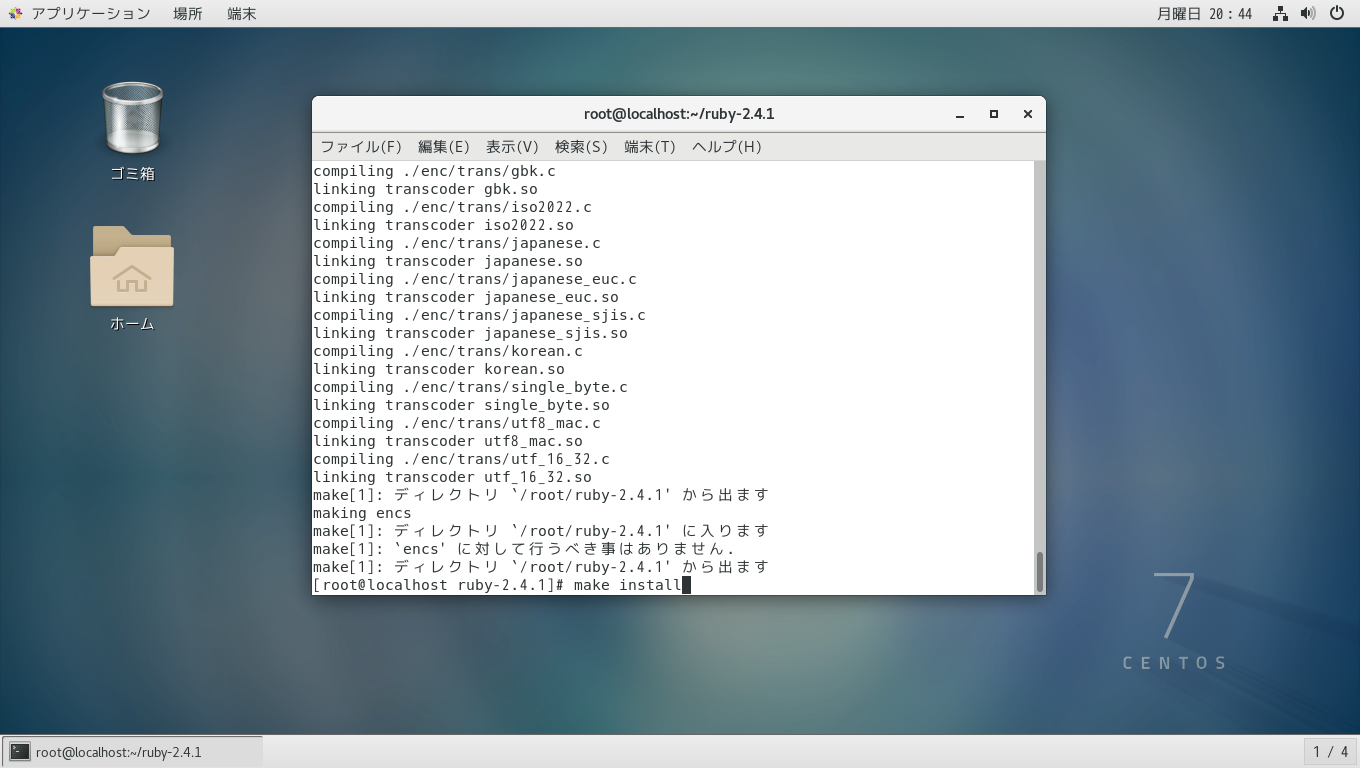 アプリケーション 場所 端末 月曜日 20：44
ゴミ箱
ホーム
root@localhost:~/ruby-2.4.1
ファイル(F) 編集(E) 表示(V) 検索(S) 端末(T) ヘルプ(H)
compiling ./enc/trans/gbk.c
linking transcoder gbk.so
compiling ./enc/trans/iso2022.c
linking transcoder iso2022.so
compiling ./enc/trans/japanese.c
linking transcoder japanese.so
compiling ./enc/trans/japanese_euc.c
linking transcoder japanese_euc.so
compiling ./enc/trans/japanese_sjis.c
linking transcoder japanese_sjis.so
compiling ./enc/trans/korean.c
linking transcoder korean.so
compiling ./enc/trans/single_byte.c
linking transcoder single_byte.so
compiling ./enc/trans/utf8_mac.c
linking transcoder utf8_mac.so
compiling ./enc/trans/utf_16_32.c
linking transcoder utf_16_32.so
make[1]: ディレクトリ `/root/ruby-2.4.1' から出ます
making encs
make[1]: ディレクトリ `/root/ruby-2.4.1' に入ります
make[1]: `encs' に対して行うべき事はありません.
make[1]: ディレクトリ `/root/ruby-2.4.1' から出ます
[root@localhost ruby-2.4.1]# make install
7
CENTOS
root@localhost:~/ruby-2.4.1
1 / 4